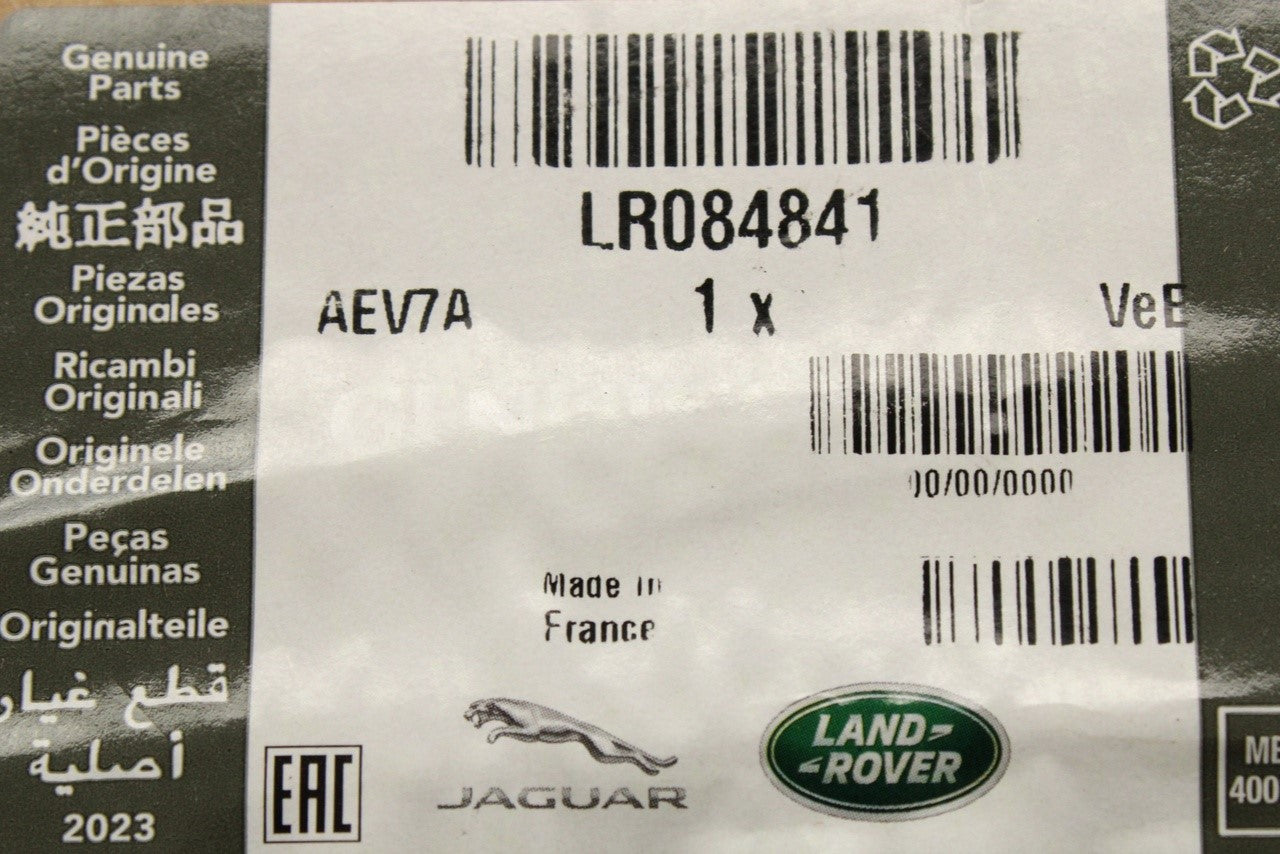 Genuine
Parts
Pièces
d'Origine
純正部品
Piezas
Originales
Ricambi
Originali
Originele
Onderdelen
Peças
Genuinas
Originalteile
قطع غيار
أصلية
2023
LR084841
AEV7A 1 x VeE
00/00/0000
Made in
France
EAC
JAGUAR
LAND-
-ROVER
ME
400